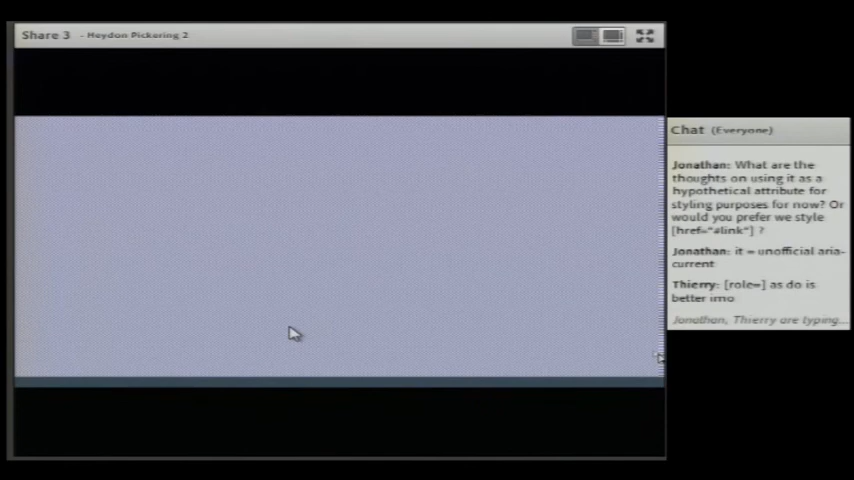 Share 3 - Heydon Pickering 2
Chat (Everyone)
Jonathan: What are the
thoughts on using it as a
hypothetical attribute for
styling purposes for now? Or
would you prefer we style
[href="#link"] ?
Jonathan: it = unofficial aria-
current
Thierry: [role=] as do is
better imo
Jonathan, Thierry are typing...